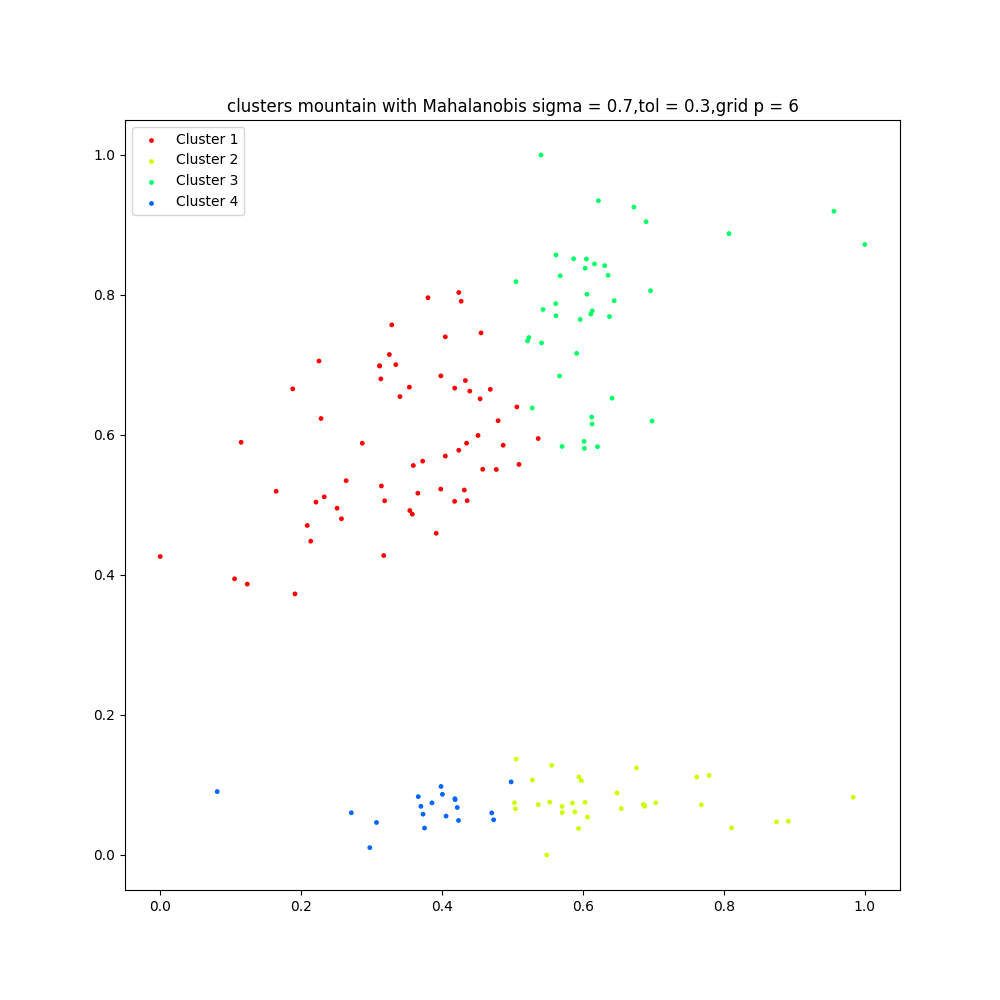 clusters mountain with Mahalanobis sigma = 0.7,tol = 0.3,grid p = 6
Cluster 1
Cluster 2
Cluster 3
Cluster 4
1.0
0.8
0.6
0.4
0.2
0.0
0.0 0.2 0.4 0.6 0.8 1.0